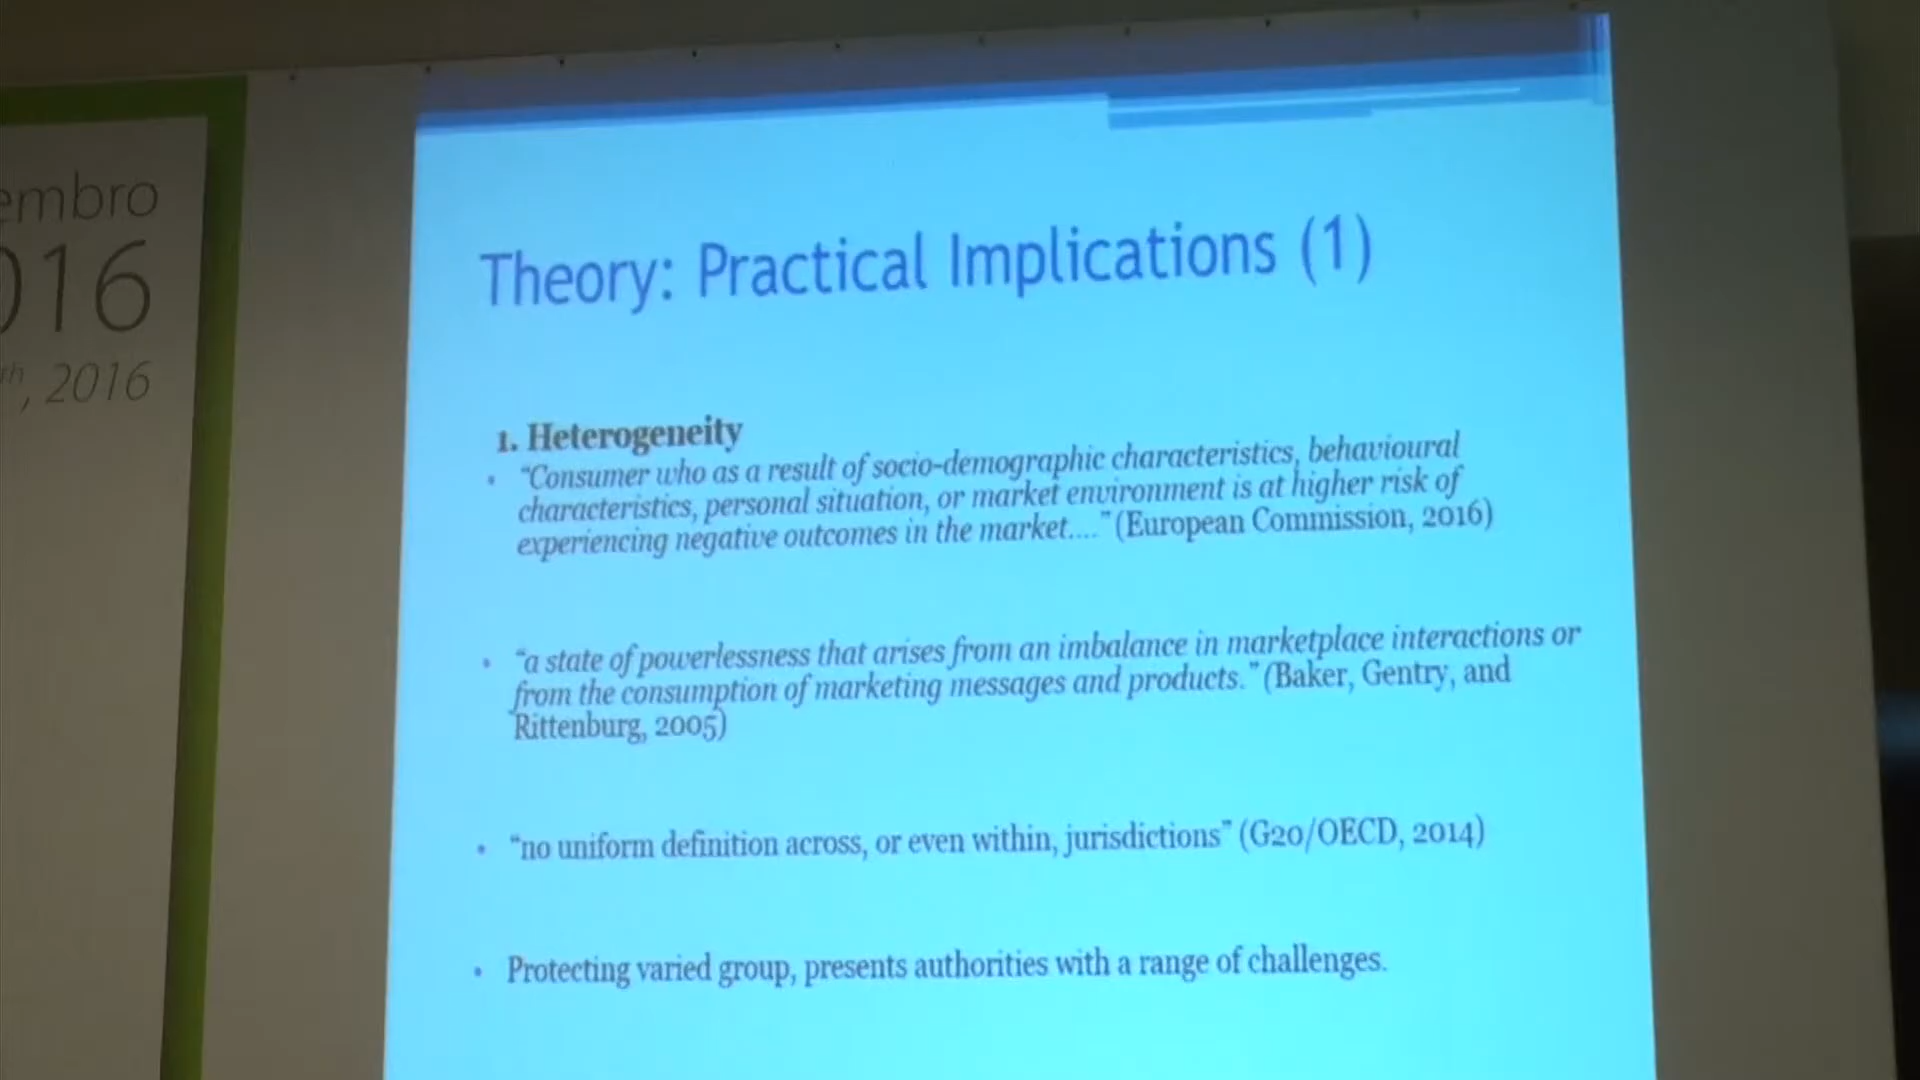 embro
016
th, 2016
Theory: Practical Implications (1)
1. Heterogeneity
• “Consumer who as a result of socio-demographic characteristics, behavioural
characteristics, personal situation, or market environment is at higher risk of
experiencing negative outcomes in the market....” (European Commission, 2016)
• “a state of powerlessness that arises from an imbalance in marketplace interactions or
from the consumption of marketing messages and products.” (Baker, Gentry, and
Rittenburg, 2005)
• “no uniform definition across, or even within, jurisdictions” (G20/OECD, 2014)
• Protecting varied group, presents authorities with a range of challenges.